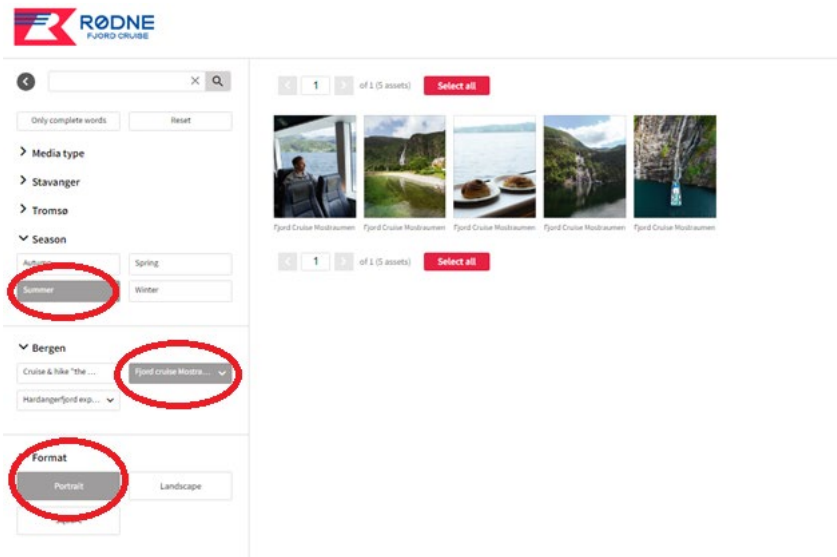 RØDNE
FJORD CRUISE
Only complete words
Reset
Media type
Stavanger
Tromsø
Season
Autumn
Spring
Summer
Winter
Bergen
Cruise & hike "the ...
Fjord cruise Mostra...
Hardangerfjord exp...
Format
Portrait
Landscape
1 of 1 (5 assets) Select all
Fjord Cruise Mostraumen Fjord Cruise Mostraumen Fjord Cruise Mostraumen Fjord Cruise Mostraumen Fjord Cruise Mostraumen
1 of 1 (5 assets) Select all